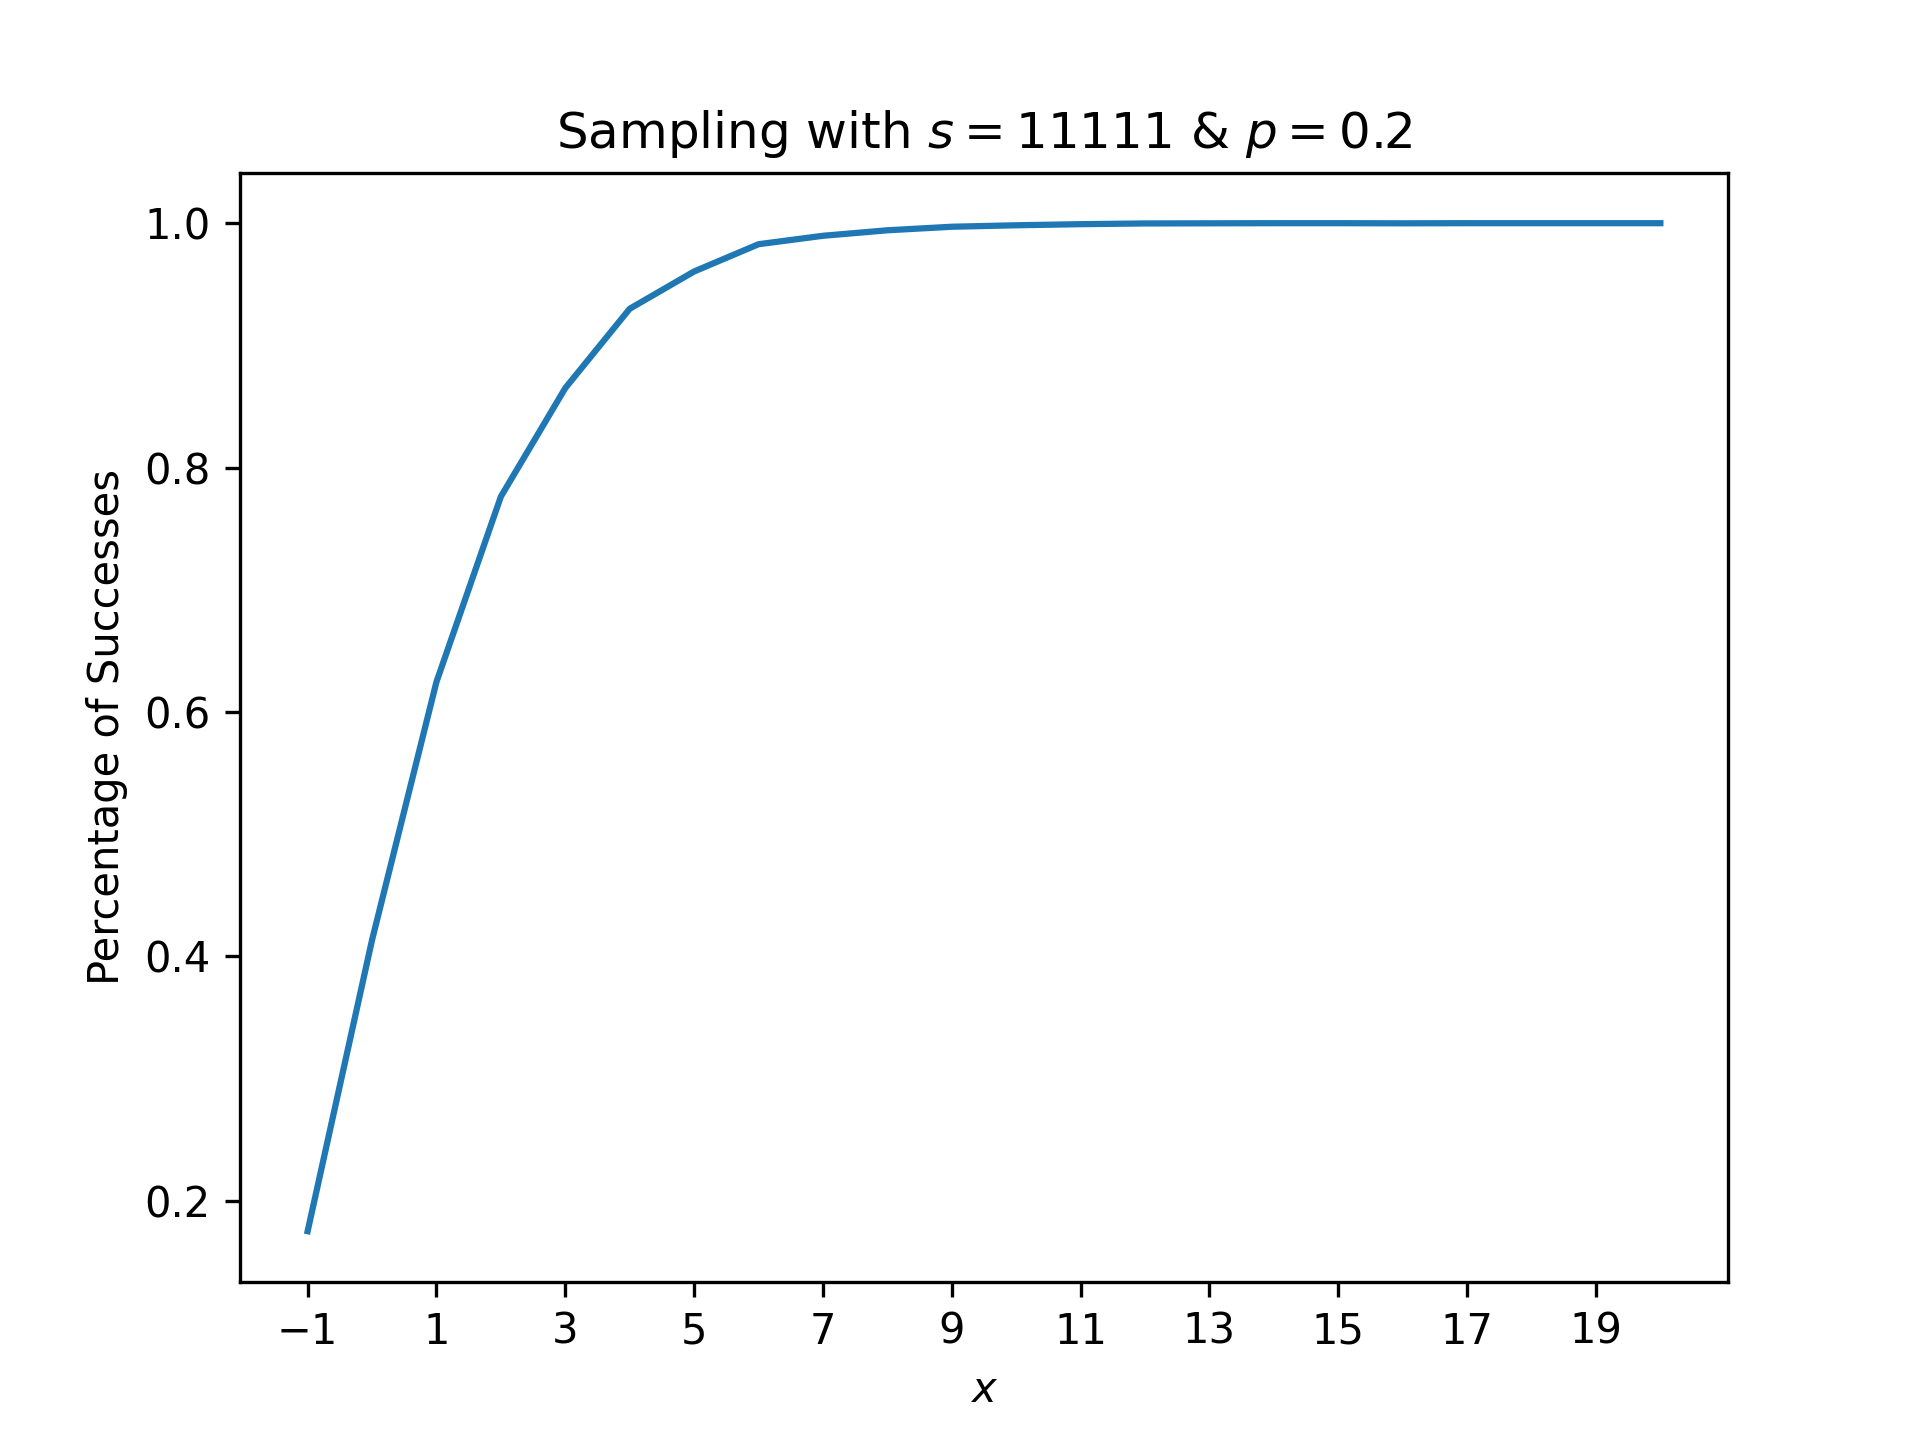 Sampling with s = 11111 & p = 0.2
Percentage of Successes
1.0
0.8
0.6
0.4
0.2
−1 1 3 5 7 9 11 13 15 17 19
x